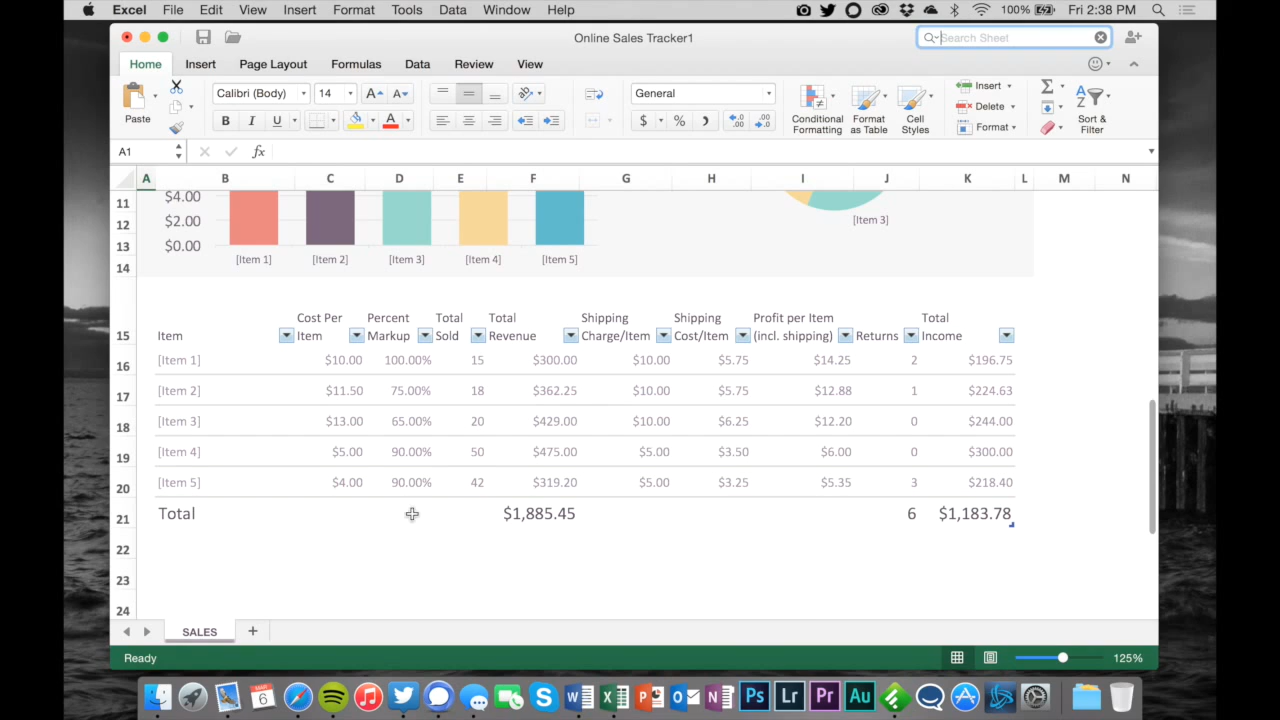 Excel File Edit View Insert Format Tools Data Window Help 100% Fri 2:38 PM
Online Sales Tracker1 Search Sheet
Home Insert Page Layout Formulas Data Review View
Paste Calibri (Body) 14 A A General Conditional Formatting Format as Table Cell Styles Insert Delete Format Sort & Filter
B I U A $ %
A1 fx
A B C D E F G H I J K L M N
11 $4.00
12 $2.00 [Item 3]
13 $0.00
14 [Item 1] [Item 2] [Item 3] [Item 4] [Item 5]
Cost Per Percent Total Total Shipping Shipping Profit per Item Total
15 Item Item Markup Sold Revenue Charge/Item Cost/Item (incl. shipping) Returns Income
16 [Item 1] $10.00 100.00% 15 $300.00 $10.00 $5.75 $14.25 2 $196.75
17 [Item 2] $11.50 75.00% 18 $362.25 $10.00 $5.75 $12.88 1 $224.63
18 [Item 3] $13.00 65.00% 20 $429.00 $10.00 $6.25 $12.20 0 $244.00
19 [Item 4] $5.00 90.00% 50 $475.00 $5.00 $3.50 $6.00 0 $300.00
20 [Item 5] $4.00 90.00% 42 $319.20 $5.00 $3.25 $5.35 3 $218.40
21 Total $1,885.45 6 $1,183.78
22
23
24
SALES
Ready 125%
MAR 6 Ps Lr Pr Au